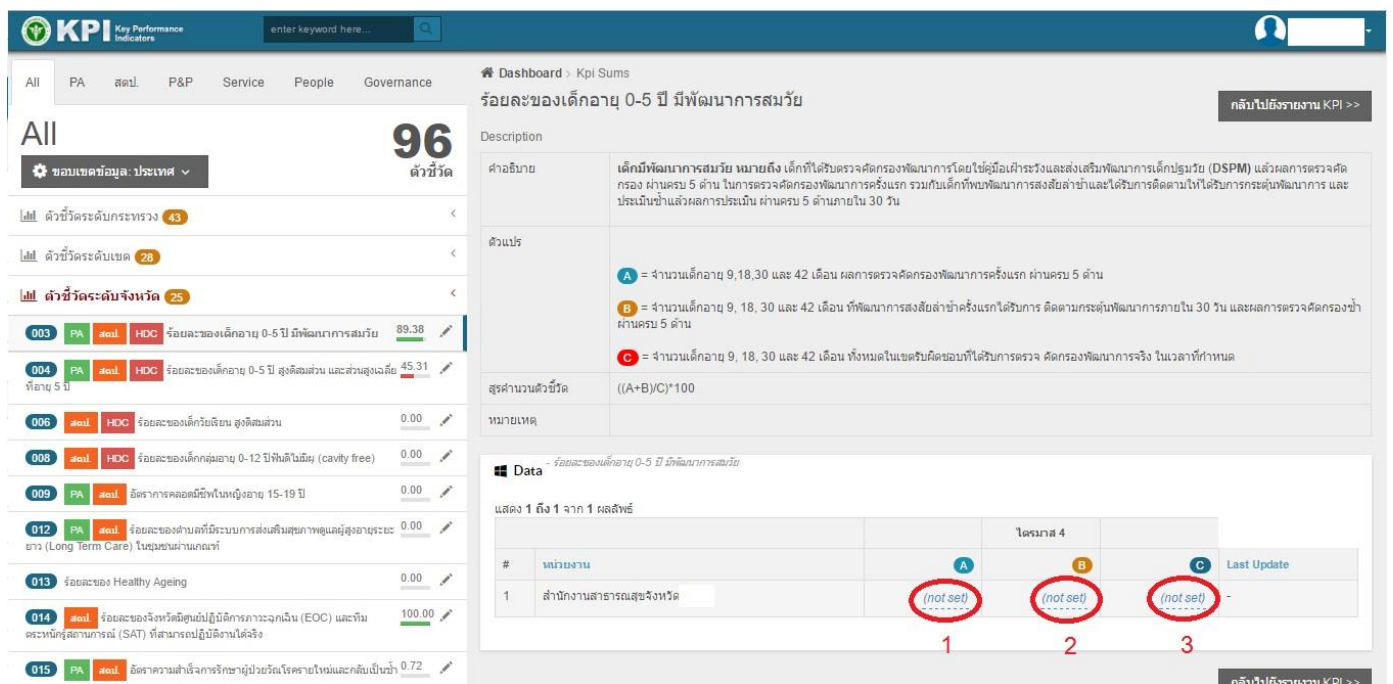 KPI Key Performance Indicators
enter keyword here...
All PA สตป. P&P Service People Governance
All
96
ตัวชี้วัด
ขอบเขตข้อมูล: ประเทศ
ตัวชี้วัดระดับกระทรวง 43
ตัวชี้วัดระดับเขต 28
ตัวชี้วัดระดับจังหวัด 25
003 PA สตป. HDC ร้อยละของเด็กอายุ 0-5 ปี มีพัฒนาการสมวัย 89.38
004 PA สตป. HDC ร้อยละของเด็กอายุ 0-5 ปี สูงดีสมส่วน และส่วนสูงเฉลี่ย 45.31
ที่อายุ 5 ปี
006 สตป. HDC ร้อยละของเด็กวัยเรียน สูงดีสมส่วน 0.00
008 สตป. HDC ร้อยละของเด็กกลุ่มอายุ 0-12 ปีฟันดีไม่มีผุ (cavity free) 0.00
009 PA สตป. อัตราการคลอดมีชีพในหญิงอายุ 15-19 ปี 0.00
012 PA สตป. ร้อยละของตำบลที่มีระบบการส่งเสริมสุขภาพดูแลผู้สูงอายุระยะ 0.00
ยาว (Long Term Care) ในชุมชนผ่านเกณฑ์
013 ร้อยละของ Healthy Ageing 0.00
014 สตป. ร้อยละของจังหวัดมีศูนย์ปฏิบัติการภาวะฉุกเฉิน (EOC) และทีม 100.00
ตระหนักรู้สถานการณ์ (SAT) ที่สามารถปฏิบัติงานได้จริง
015 PA สตป. อัตราความสำเร็จการรักษาผู้ป่วยวัณโรครายใหม่และกลับเป็นซ้ำ 0.72
Dashboard > Kpi Sums
ร้อยละของเด็กอายุ 0-5 ปี มีพัฒนาการสมวัย
กลับไปยังรายงาน KPI >>
Description
คำอธิบาย
เด็กมีพัฒนาการสมวัย หมายถึง เด็กที่ได้รับตรวจคัดกรองพัฒนาการโดยใช้คู่มือเฝ้าระวังและส่งเสริมพัฒนาการเด็กปฐมวัย (DSPM) แล้วผลการตรวจคัด
กรอง ผ่านครบ 5 ด้าน ในการตรวจคัดกรองพัฒนาการครั้งแรก รวมกับเด็กที่พบพัฒนาการสงสัยล่าช้าและได้รับการติดตามให้ได้รับการกระตุ้นพัฒนาการ และ
ประเมินซ้ำแล้วผลการประเมิน ผ่านครบ 5 ด้านภายใน 30 วัน
ตัวแปร
A = จำนวนเด็กอายุ 9,18,30 และ 42 เดือน ผลการตรวจคัดกรองพัฒนาการครั้งแรก ผ่านครบ 5 ด้าน
B = จำนวนเด็กอายุ 9, 18, 30 และ 42 เดือน ที่พัฒนาการสงสัยล่าช้าครั้งแรกได้รับการ ติดตามกระตุ้นพัฒนาการภายใน 30 วัน และผลการตรวจคัดกรองซ้ำ
ผ่านครบ 5 ด้าน
C = จำนวนเด็กอายุ 9, 18, 30 และ 42 เดือน ทั้งหมดในเขตรับผิดชอบที่ได้รับการตรวจ คัดกรองพัฒนาการจริง ในเวลาที่กำหนด
สูตรคำนวนตัวชี้วัด ((A+B)/C)*100
หมายเหตุ
Data - ร้อยละของเด็กอายุ 0-5 ปี มีพัฒนาการสมวัย
แสดง 1 ถึง 1 จาก 1 ผลลัพธ์
ไตรมาส 4
# หน่วยงาน A B C Last Update
1 สำนักงานสาธารณสุขจังหวัด (not set) (not set) (not set) -
1 2 3
กลับไปยังรายงาน KPI >>